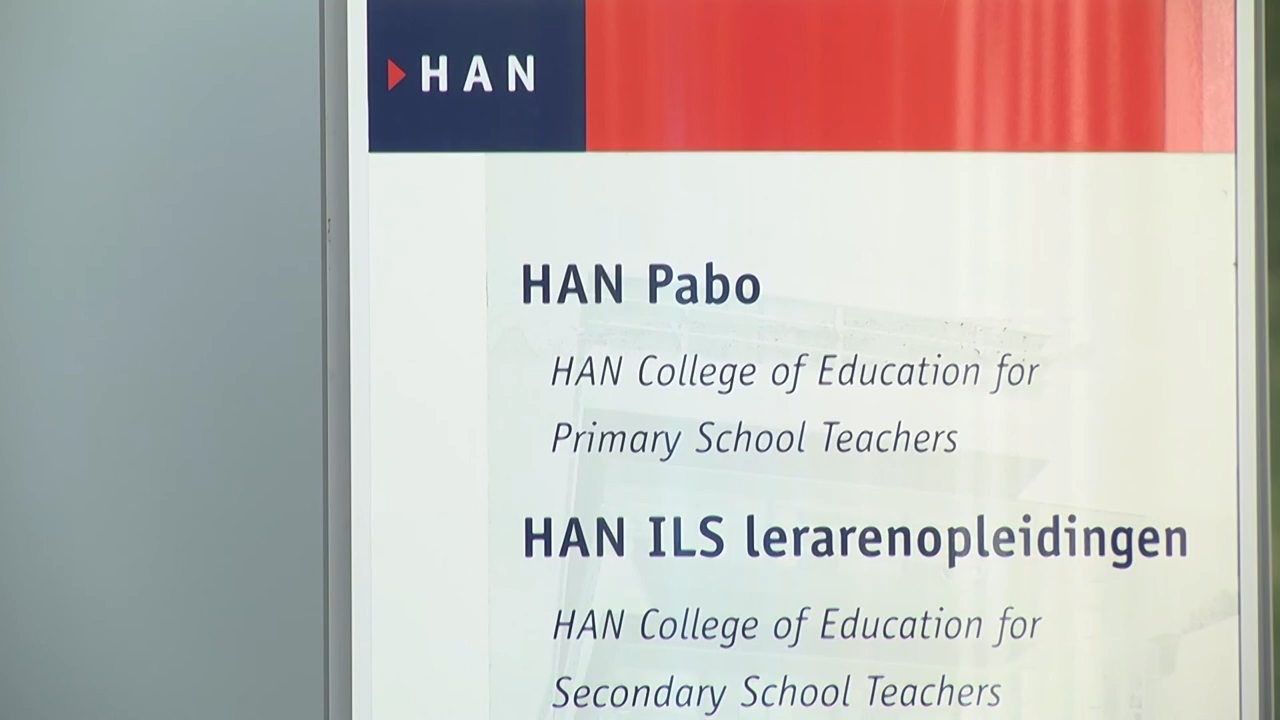 HAN
HAN Pabo
HAN College of Education for
Primary School Teachers
HAN ILS lerarenopleidingen
HAN College of Education for
Secondary School Teachers